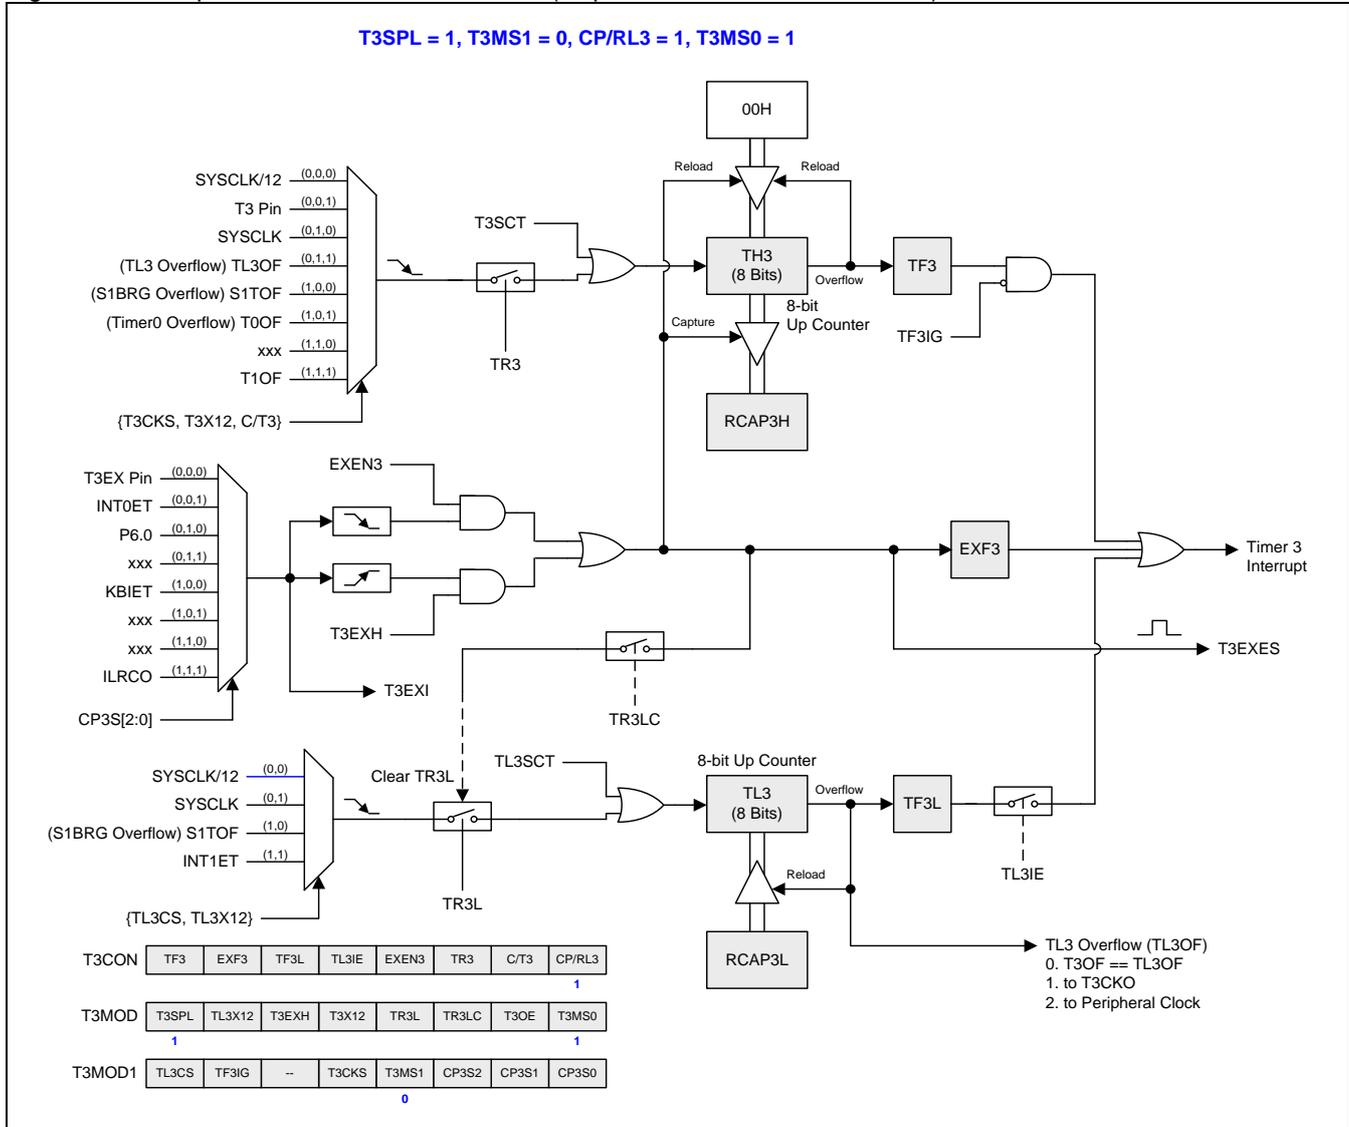 T3SPL = 1, T3MS1 = 0, CP/RL3 = 1, T3MS0 = 1
00H
Reload
Reload
SYSCLK/12 (0,0,0)
T3 Pin (0,0,1)
SYSCLK (0,1,0)
(TL3 Overflow) TL3OF (0,1,1)
(S1BRG Overflow) S1TOF (1,0,0)
(Timer0 Overflow) T0OF (1,0,1)
xxx (1,1,0)
T1OF (1,1,1)
{T3CKS, T3X12, C/T3}
TR3
T3SCT
TH3
(8 Bits)
Overflow
8-bit
Up Counter
Capture
RCAP3H
TF3
TF3IG
T3EX Pin (0,0,0)
INT0ET (0,0,1)
P6.0 (0,1,0)
xxx (0,1,1)
KBIET (1,0,0)
xxx (1,0,1)
xxx (1,1,0)
ILRCO (1,1,1)
CP3S[2:0]
EXEN3
T3EXH
T3EXI
EXF3
Timer 3
Interrupt
T3EXES
TR3LC
SYSCLK/12 (0,0)
SYSCLK (0,1)
(S1BRG Overflow) S1TOF (1,0)
INT1ET (1,1)
{TL3CS, TL3X12}
Clear TR3L
TR3L
TL3SCT
8-bit Up Counter
TL3
(8 Bits)
Overflow
Reload
RCAP3L
TF3L
TL3IE
TL3 Overflow (TL3OF)
0. T3OF == TL3OF
1. to T3CKO
2. to Peripheral Clock
T3CON TF3 EXF3 TF3L TL3IE EXEN3 TR3 C/T3 CP/RL3
1
T3MOD T3SPL TL3X12 T3EXH T3X12 TR3L TR3LC T3OE T3MS0
1 1
T3MOD1 TL3CS TF3IG -- T3CKS T3MS1 CP3S2 CP3S1 CP3S0
0